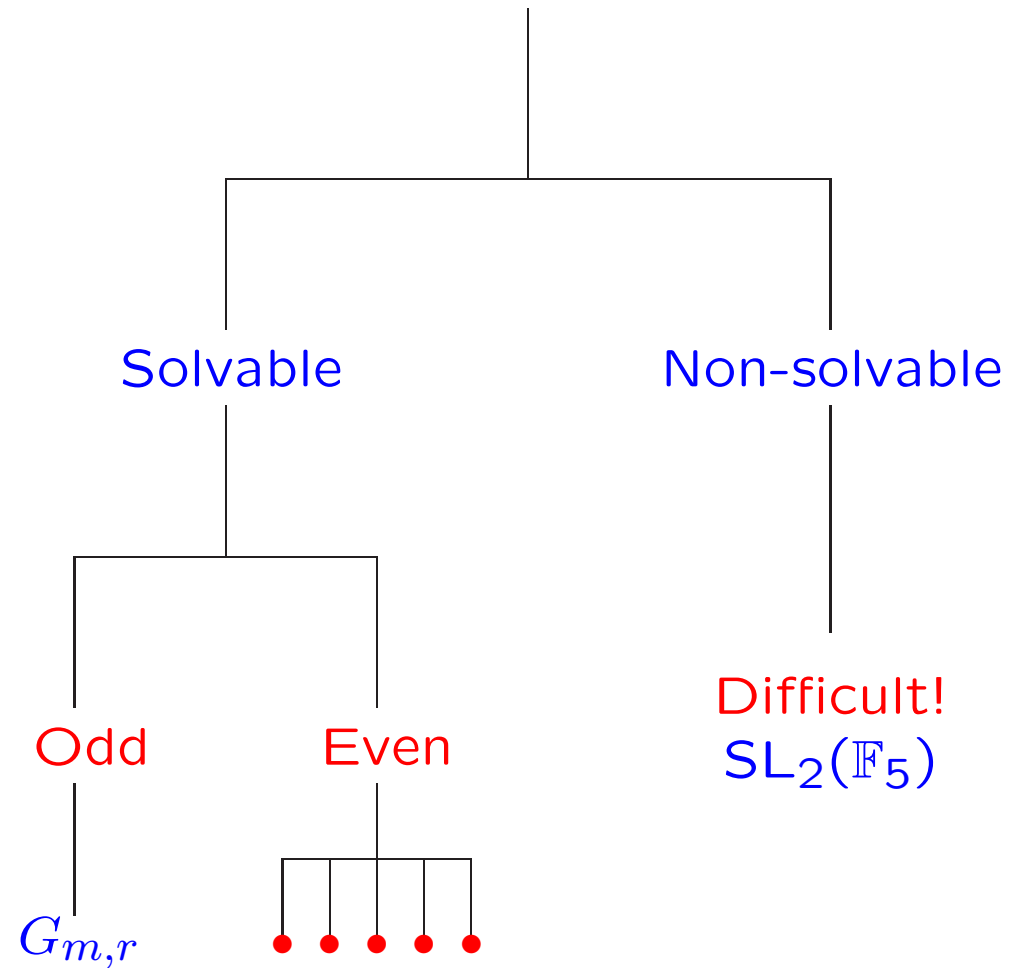 Solvable
Non-solvable
Difficult!
SL₂(𝔽₅)
Odd
Even
G_{m,r}